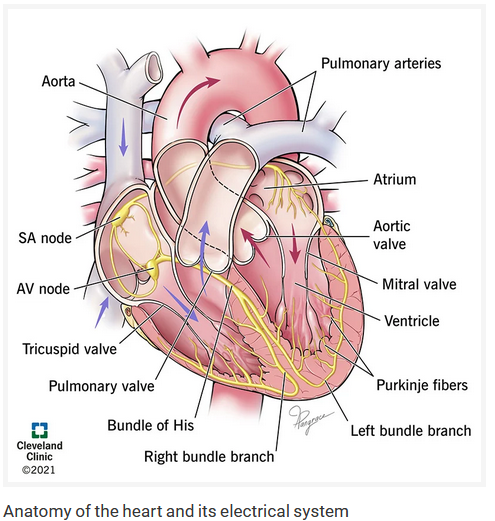 Pulmonary arteries
Aorta
Atrium
SA node
Aortic
valve
AV node
Mitral valve
Ventricle
Tricuspid valve
Pulmonary valve
Purkinje fibers
Bundle of His
Left bundle branch
Right bundle branch
Cleveland
Clinic
©2021
Anatomy of the heart and its electrical system